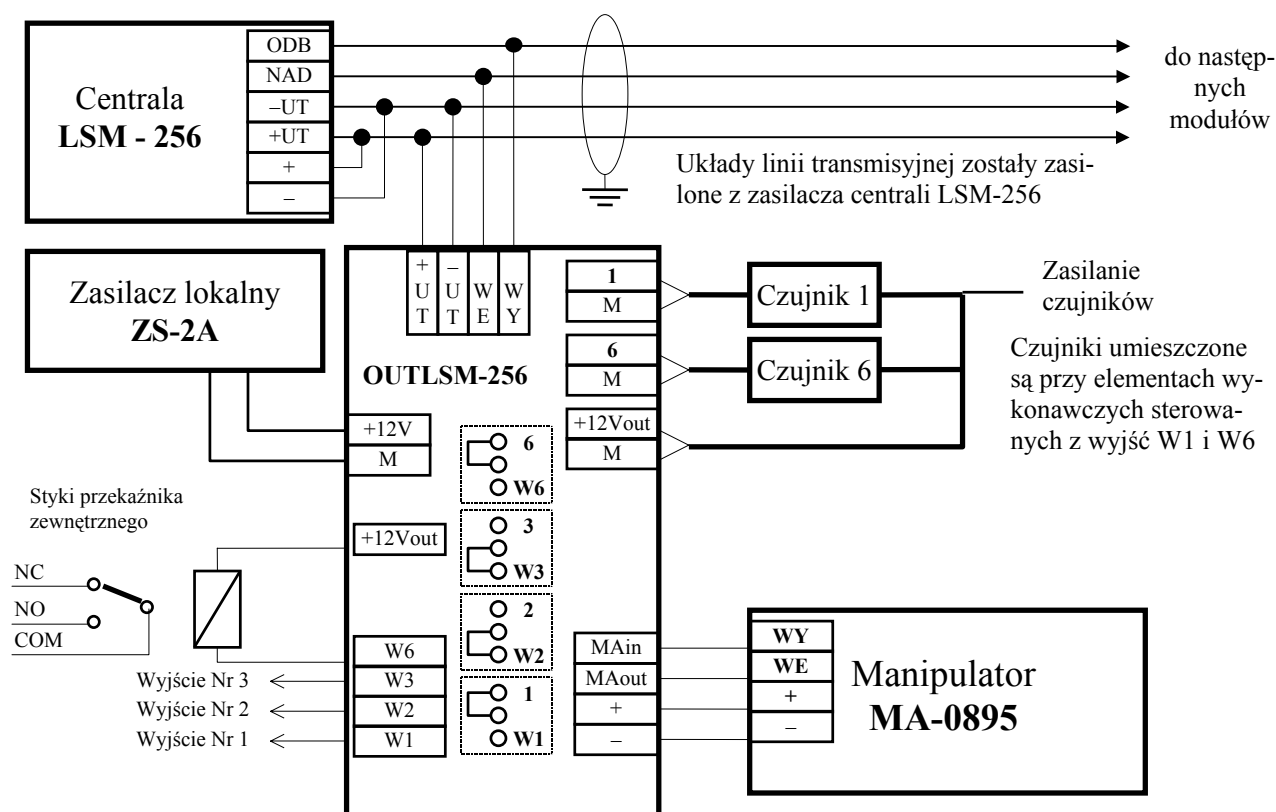 Centrala
LSM - 256
ODB
NAD
–UT
+UT
+
–
do następ-
nych
modułów
Układy linii transmisyjnej zostały zasi-
lone z zasilacza centrali LSM-256
Zasilacz lokalny
ZS-2A
+UT
–UT
WE
WY
OUTLSM-256
1
M
6
M
+12Vout
M
Czujnik 1
Czujnik 6
Zasilanie
czujników
Czujniki umieszczone
są przy elementach wy-
konawczych sterowa-
nych z wyjść W1 i W6
+12V
M
6
W6
3
W3
2
W2
1
W1
Styki przekaźnika
zewnętrznego
NC
NO
COM
+12Vout
W6
W3
W2
W1
Wyjście Nr 3
Wyjście Nr 2
Wyjście Nr 1
MAin
MAout
+
–
WY
WE
+
–
Manipulator
MA-0895